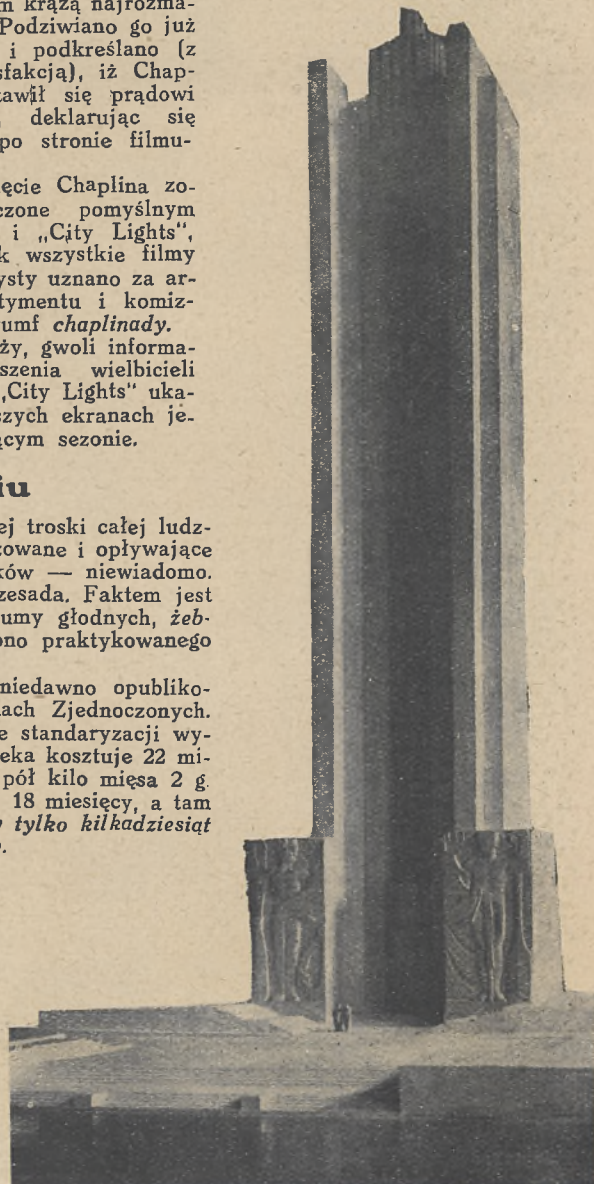 m krążą najrozma-
Podziwiano go już
i podkreślano (z
sfakcją), iż Chap-
tawił się prądowi
, deklarując się
po stronie filmu-
ęcie Chaplina zo-
czone pomyślnym
i „City Lights",
k wszystkie filmy
ysty uznano za ar-
tymentu i komiz-
umf chaplinady.
ży, gwoli informa-
szenia wielbicieli
„City Lights" uka-
szych ekranach je-
ącym sezonie.
iu
ej troski całej ludz-
cowane i opływające
ków — niewiadomo.
zesada. Faktem jest
umy głodnych, żeb-
ono praktykowanego
niedawno opubliko-
ach Zjednoczonych.
e standaryzacji wy-
eka kosztuje 22 mi-
pół kilo mięsa 2 g.
18 miesięcy, a tam
y tylko kilkadziesiąt